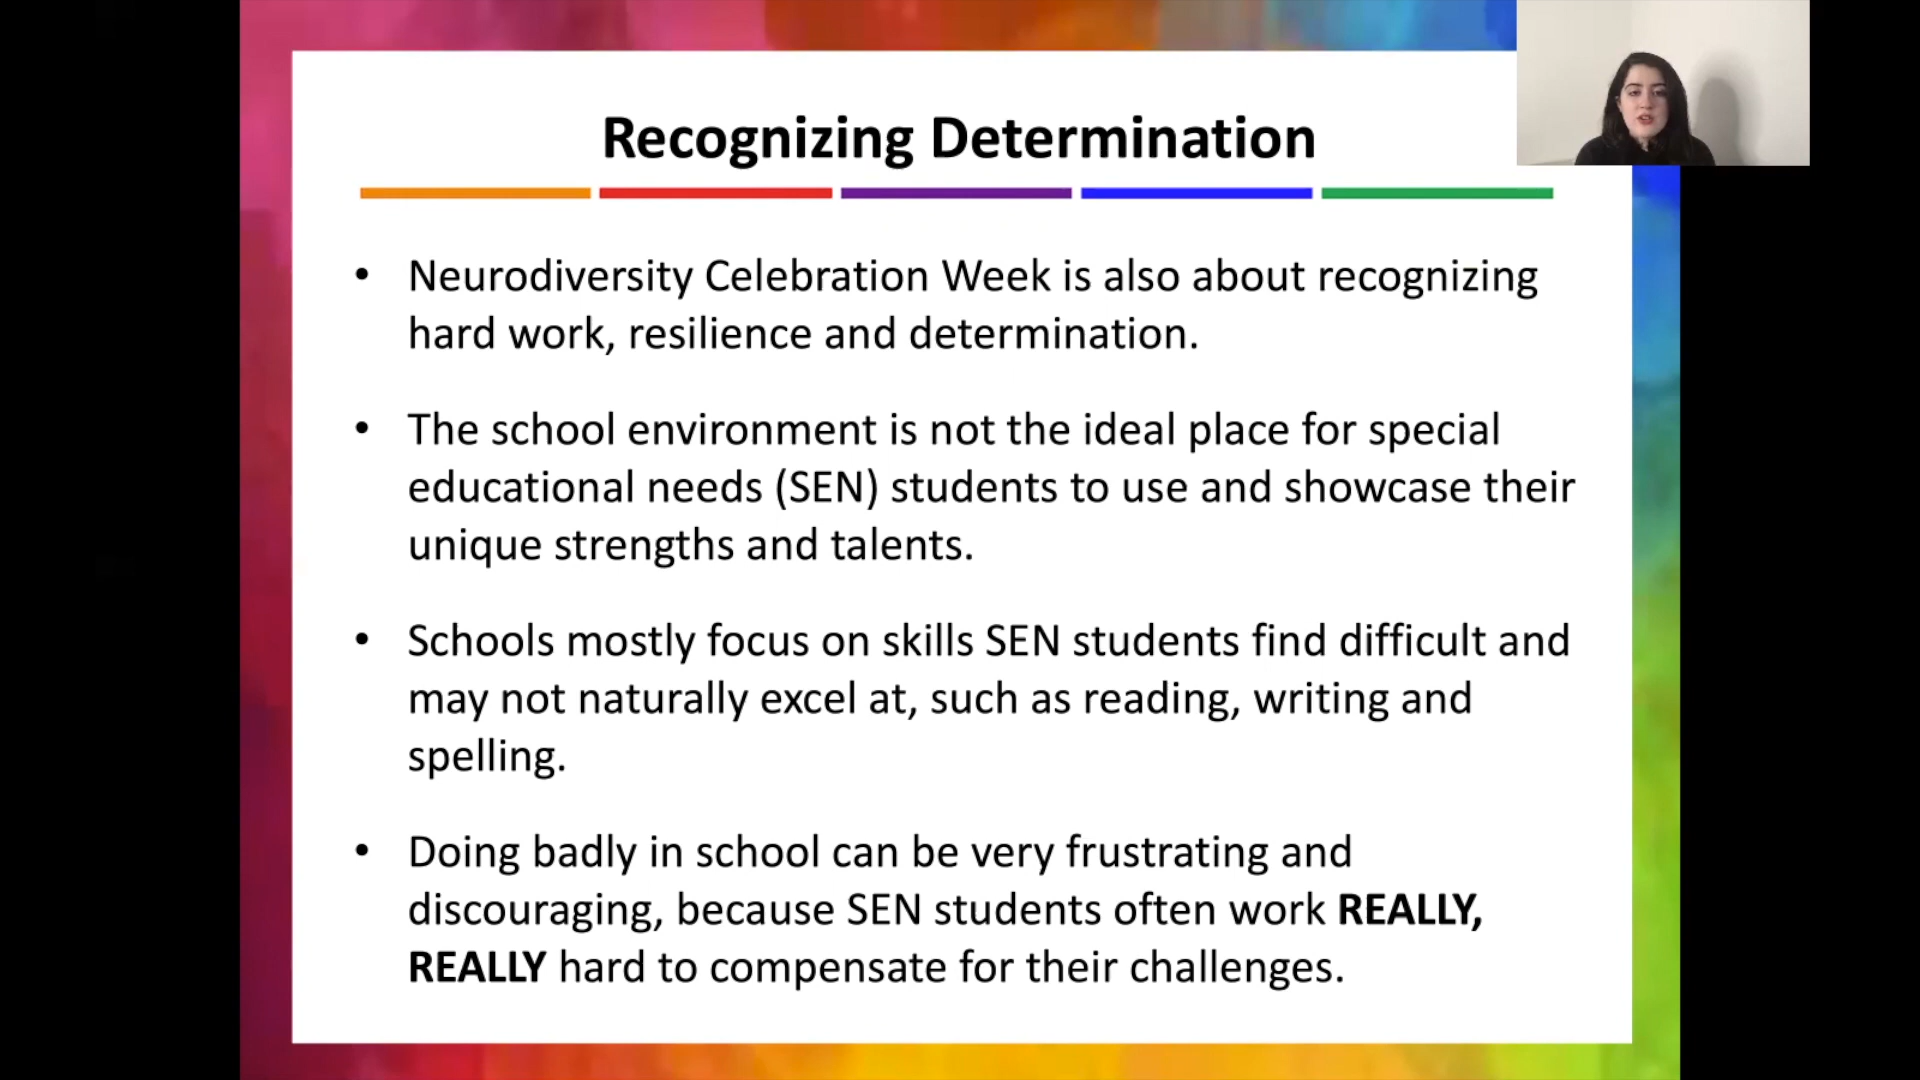 Recognizing Determination
• Neurodiversity Celebration Week is also about recognizing
hard work, resilience and determination.
• The school environment is not the ideal place for special
educational needs (SEN) students to use and showcase their
unique strengths and talents.
• Schools mostly focus on skills SEN students find difficult and
may not naturally excel at, such as reading, writing and
spelling.
• Doing badly in school can be very frustrating and
discouraging, because SEN students often work REALLY,
REALLY hard to compensate for their challenges.